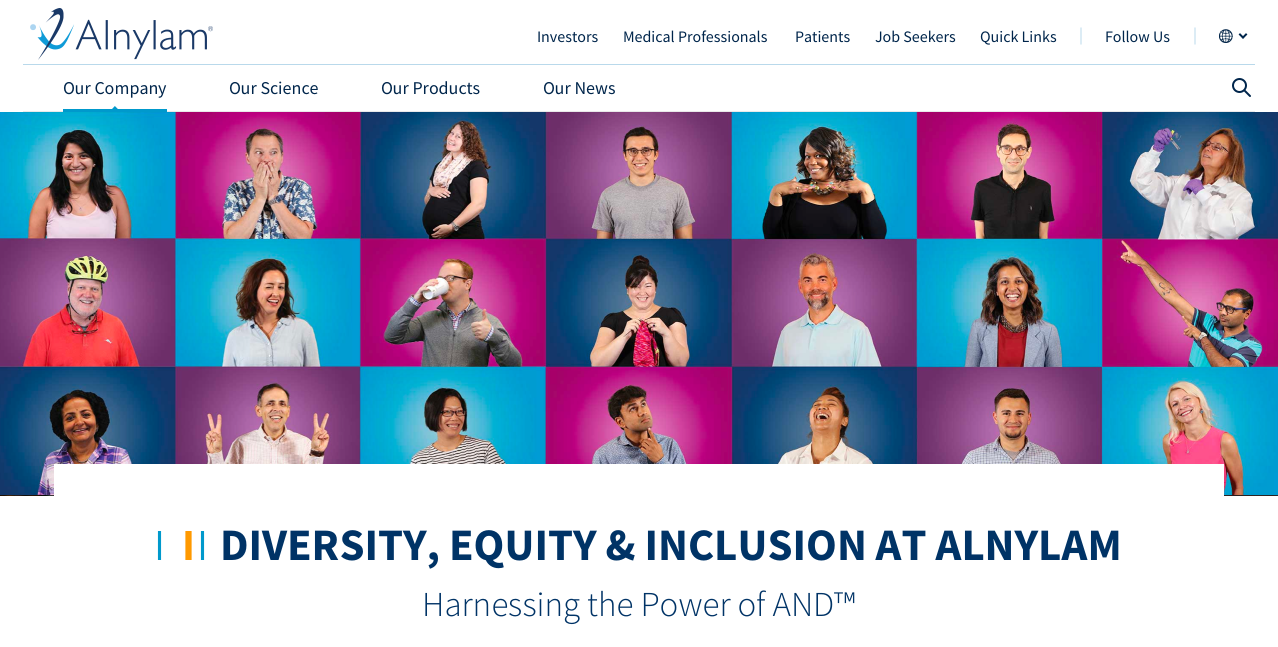 Alnylam®
Investors Medical Professionals Patients Job Seekers Quick Links Follow Us
Our Company Our Science Our Products Our News
DIVERSITY, EQUITY & INCLUSION AT ALNYLAM
Harnessing the Power of AND™